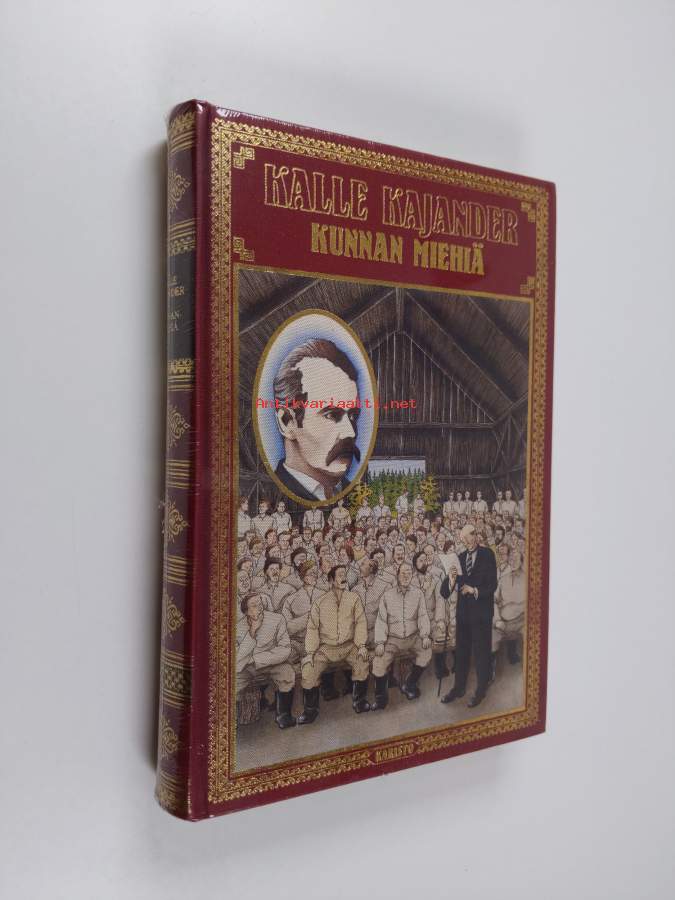 KALLE KAJANDER
KUNNAN MIEHIÄ
Antikvariaatti.net
KARISTO